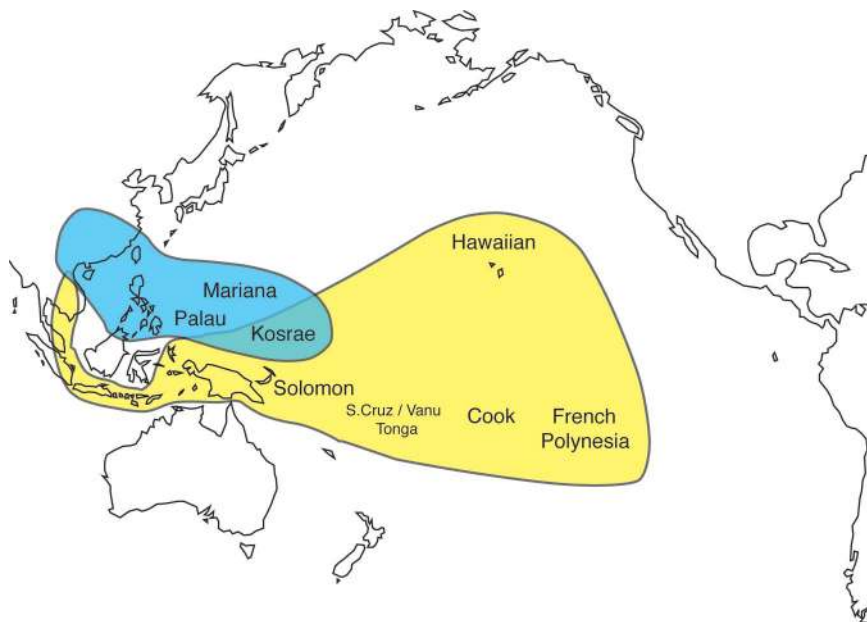 Hawaiian
Mariana
Palau
Kosrae
Solomon
S.Cruz / Vanu
Tonga
Cook
French
Polynesia